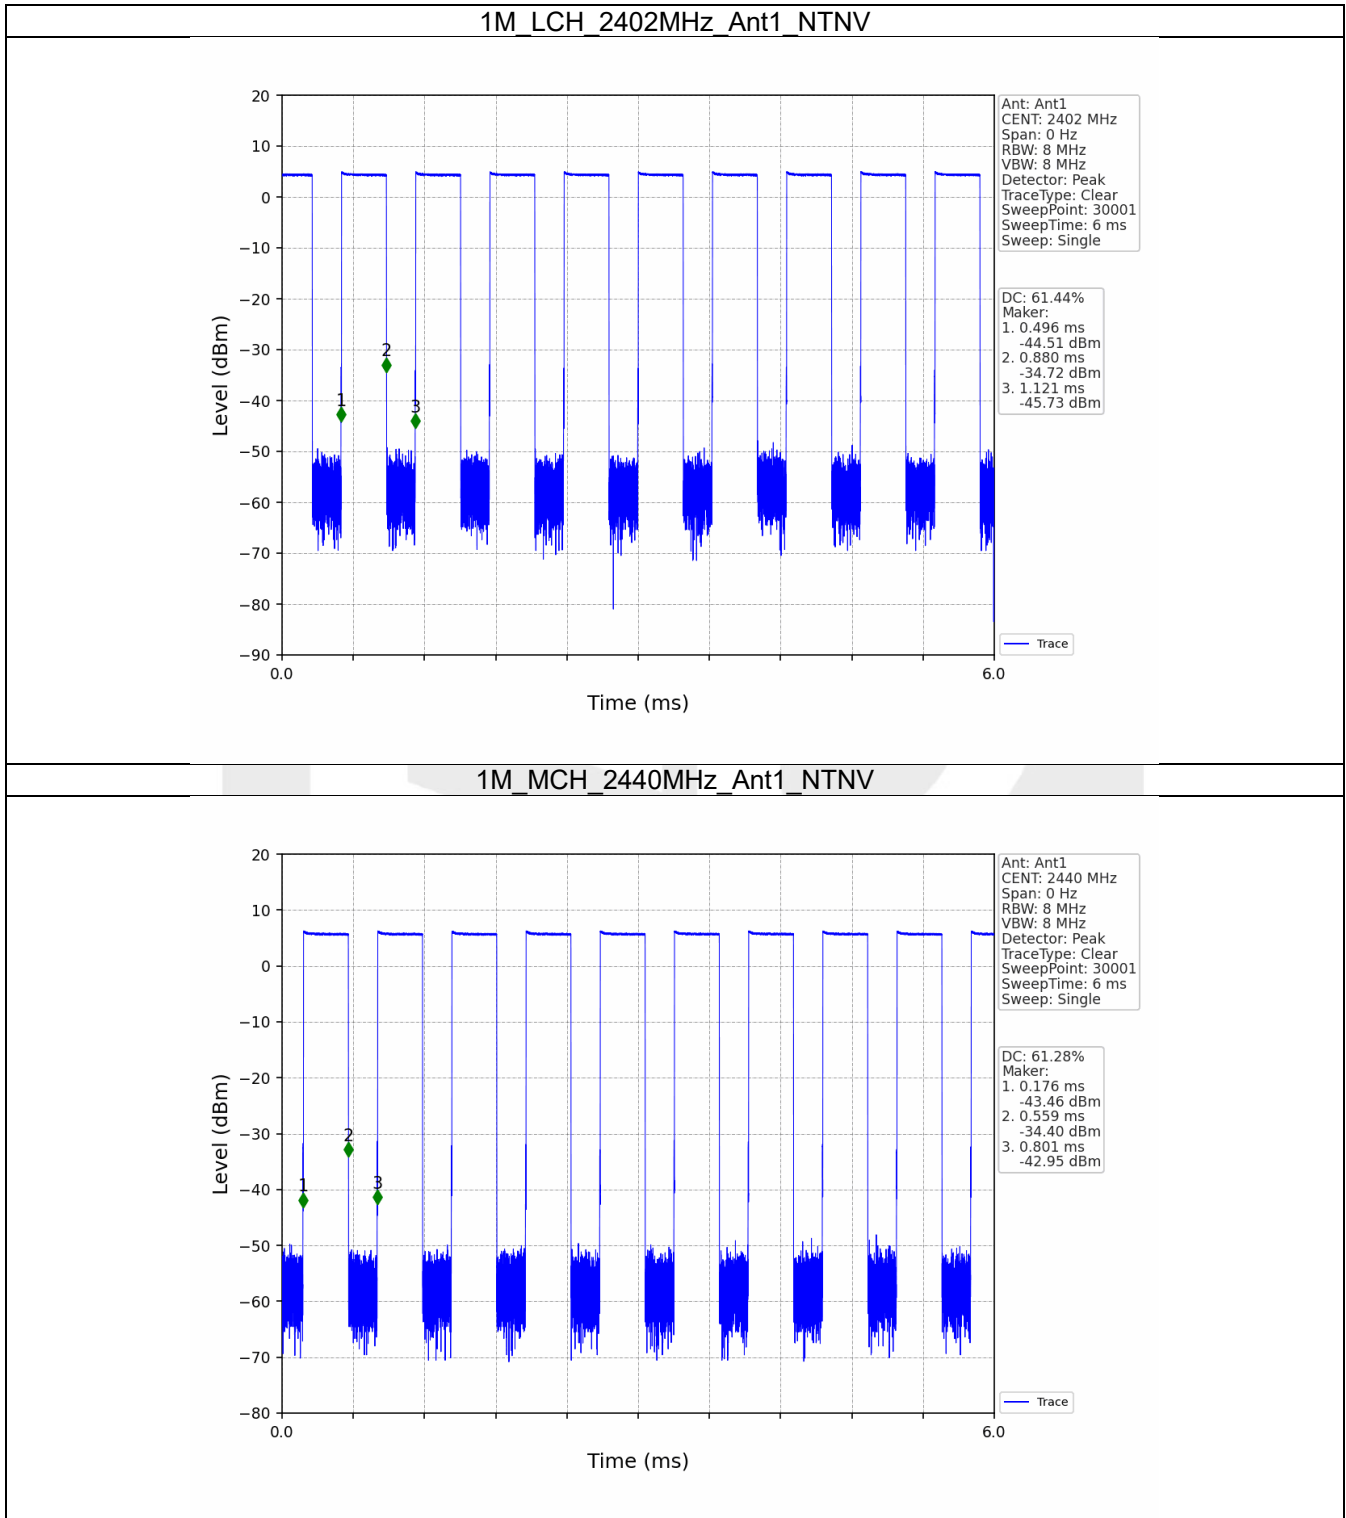 1M_LCH_2402MHz_Ant1_NTNV
20
10
0
−10
−20
−30
−40
−50
−60
−70
−80
−90
Level (dBm)
1
2
3
0.0
6.0
Time (ms)
Ant: Ant1
CENT: 2402 MHz
Span: 0 Hz
RBW: 8 MHz
VBW: 8 MHz
Detector: Peak
TraceType: Clear
SweepPoint: 30001
SweepTime: 6 ms
Sweep: Single
DC: 61.44%
Maker:
1. 0.496 ms
-44.51 dBm
2. 0.880 ms
-34.72 dBm
3. 1.121 ms
-45.73 dBm
Trace
1M_MCH_2440MHz_Ant1_NTNV
20
10
0
−10
−20
−30
−40
−50
−60
−70
−80
Level (dBm)
1
2
3
0.0
6.0
Time (ms)
Ant: Ant1
CENT: 2440 MHz
Span: 0 Hz
RBW: 8 MHz
VBW: 8 MHz
Detector: Peak
TraceType: Clear
SweepPoint: 30001
SweepTime: 6 ms
Sweep: Single
DC: 61.28%
Maker:
1. 0.176 ms
-43.46 dBm
2. 0.559 ms
-34.40 dBm
3. 0.801 ms
-42.95 dBm
Trace